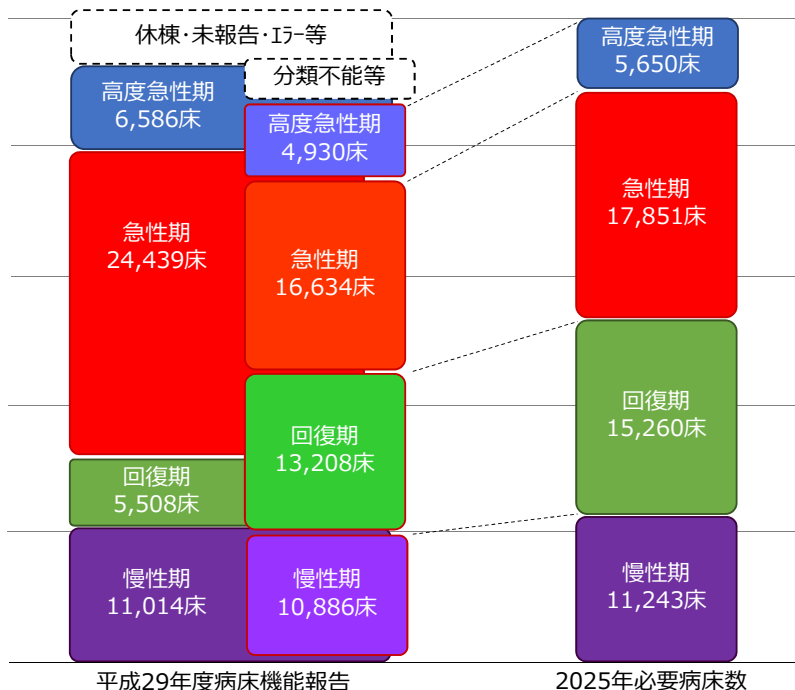 休棟・未報告・ｴﾗｰ等
分類不能等
高度急性期
6,586床
高度急性期
4,930床
急性期
24,439床
急性期
16,634床
回復期
5,508床
回復期
13,208床
慢性期
11,014床
慢性期
10,886床
平成29年度病床機能報告
高度急性期
5,650床
急性期
17,851床
回復期
15,260床
慢性期
11,243床
2025年必要病床数